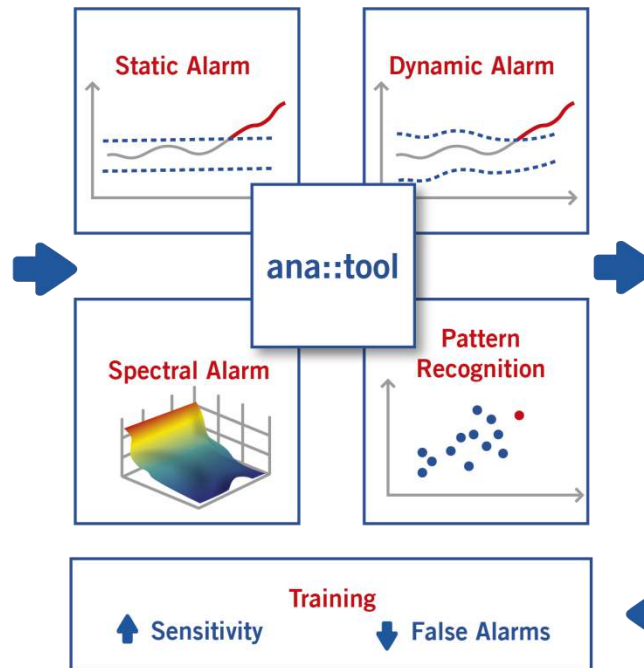 Static Alarm
Dynamic Alarm
ana::tool
Spectral Alarm
Pattern
Recognition
Training
Sensitivity
False Alarms